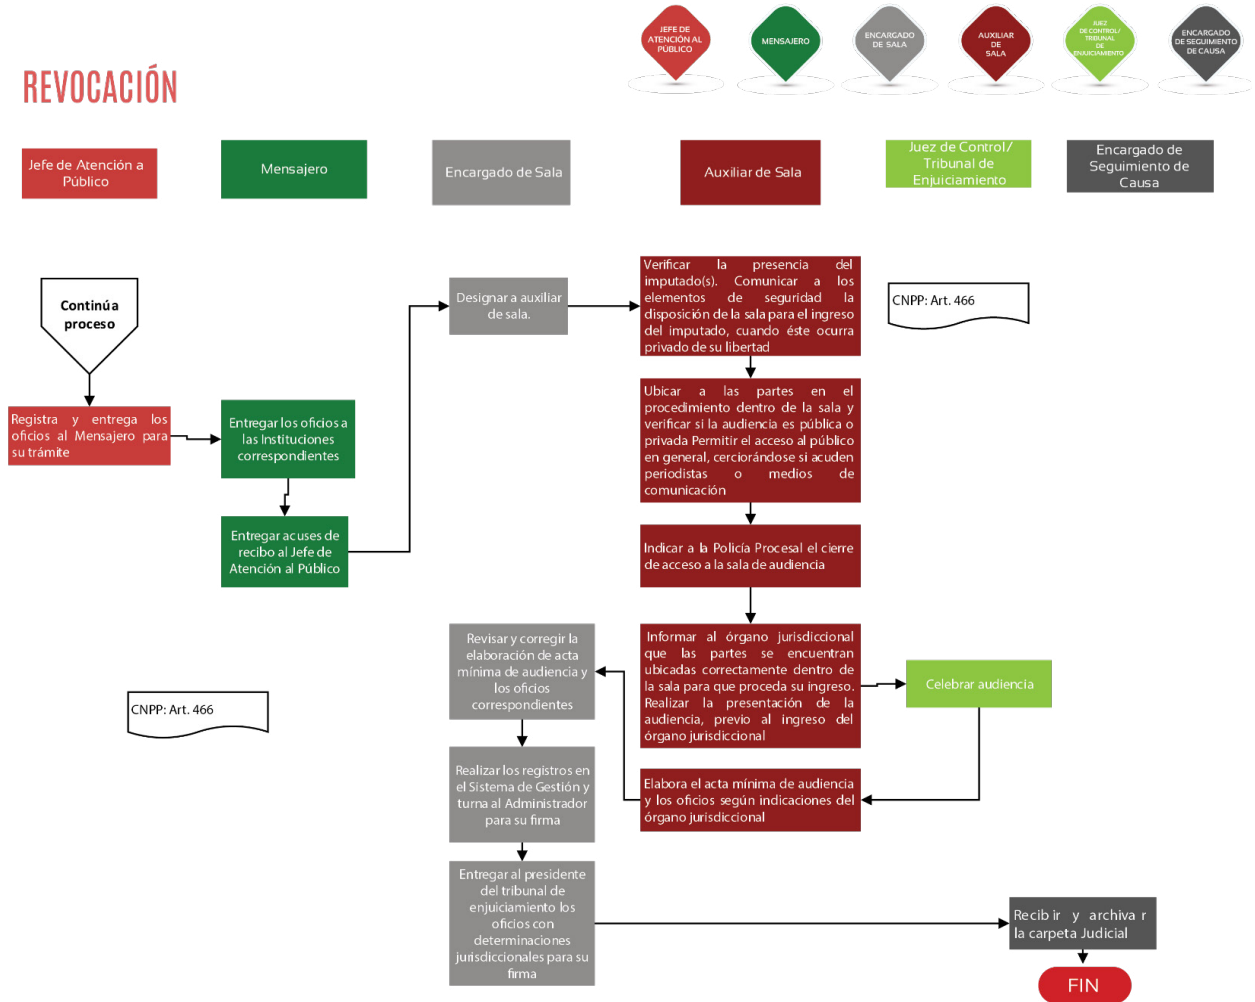 JEFE DE
ATENCIÓN AL
PÚBLICO
MENSAJERO
ENCARGADO
DE SALA
AUXILIAR
DE
SALA
JUEZ
DE CONTROL/
TRIBUNAL
DE
ENJUICIAMIENTO
ENCARGADO
DE SEGUIMIENTO
DE CAUSA
REVOCACIÓN
Jefe de Atención a
Público
Mensajero
Encargado de Sala
Auxiliar de Sala
Juez de Control/
Tribunal de
Enjuiciamiento
Encargado de
Seguimiento de
Causa
Continúa
proceso
Registra y entrega los
oficios al Mensajero para
su trámite
Entregar los oficios a
las Instituciones
correspondientes
Entregar acuses de
recibo al Jefe de
Atención al Público
Designar a auxiliar
de sala.
Verificar la presencia del
imputado(s). Comunicar a los
elementos de seguridad la
disposición de la sala para el ingreso
del imputado, cuando éste ocurra
privado de su libertad
CNPP: Art. 466
Ubicar a las partes en el
procedimiento dentro de la sala y
verificar si la audiencia es pública o
privada Permitir el acceso al público
en general, cerciorándose si acuden
periodistas o medios de
comunicación
Indicar a la Policía Procesal el cierre
de acceso a la sala de audiencia
Informar al órgano jurisdiccional
que las partes se encuentran
ubicadas correctamente dentro de
la sala para que proceda su ingreso.
Realizar la presentación de la
audiencia, previo al ingreso del
órgano jurisdiccional
Celebrar audiencia
Elabora el acta mínima de audiencia
y los oficios según indicaciones del
órgano jurisdiccional
Revisar y corregir la
elaboración de acta
mínima de audiencia y
los oficios
correspondientes
CNPP: Art. 466
Realizar los registros en
el Sistema de Gestión y
turna al Administrador
para su firma
Entregar al presidente
del tribunal de
enjuiciamiento los
oficios con
determinaciones
jurisdiccionales para su
firma
Recib ir y archiva r
la carpeta Judicial
FIN